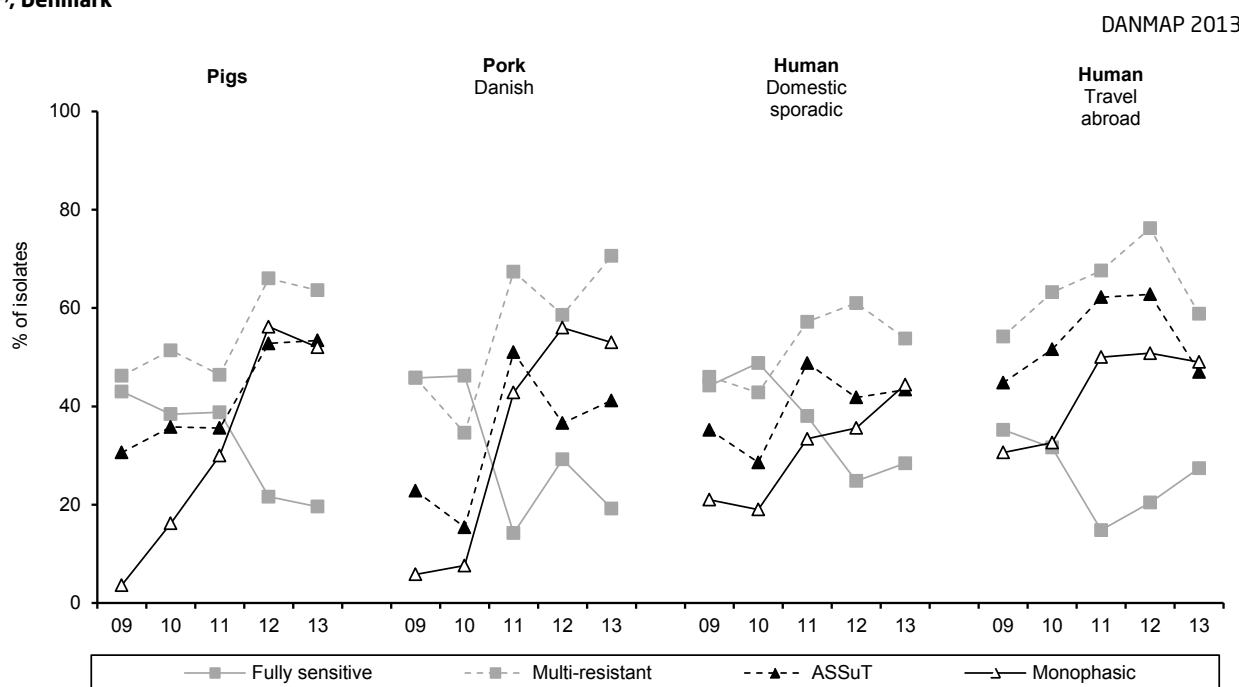 , Denmark
DANMAP 2013
Pigs
Pork
Danish
Human
Domestic
sporadic
Human
Travel
abroad
% of isolates
100
80
60
40
20
0
09 10 11 12 13 09 10 11 12 13 09 10 11 12 13 09 10 11 12 13
Fully sensitive Multi-resistant ASSuT Monophasic